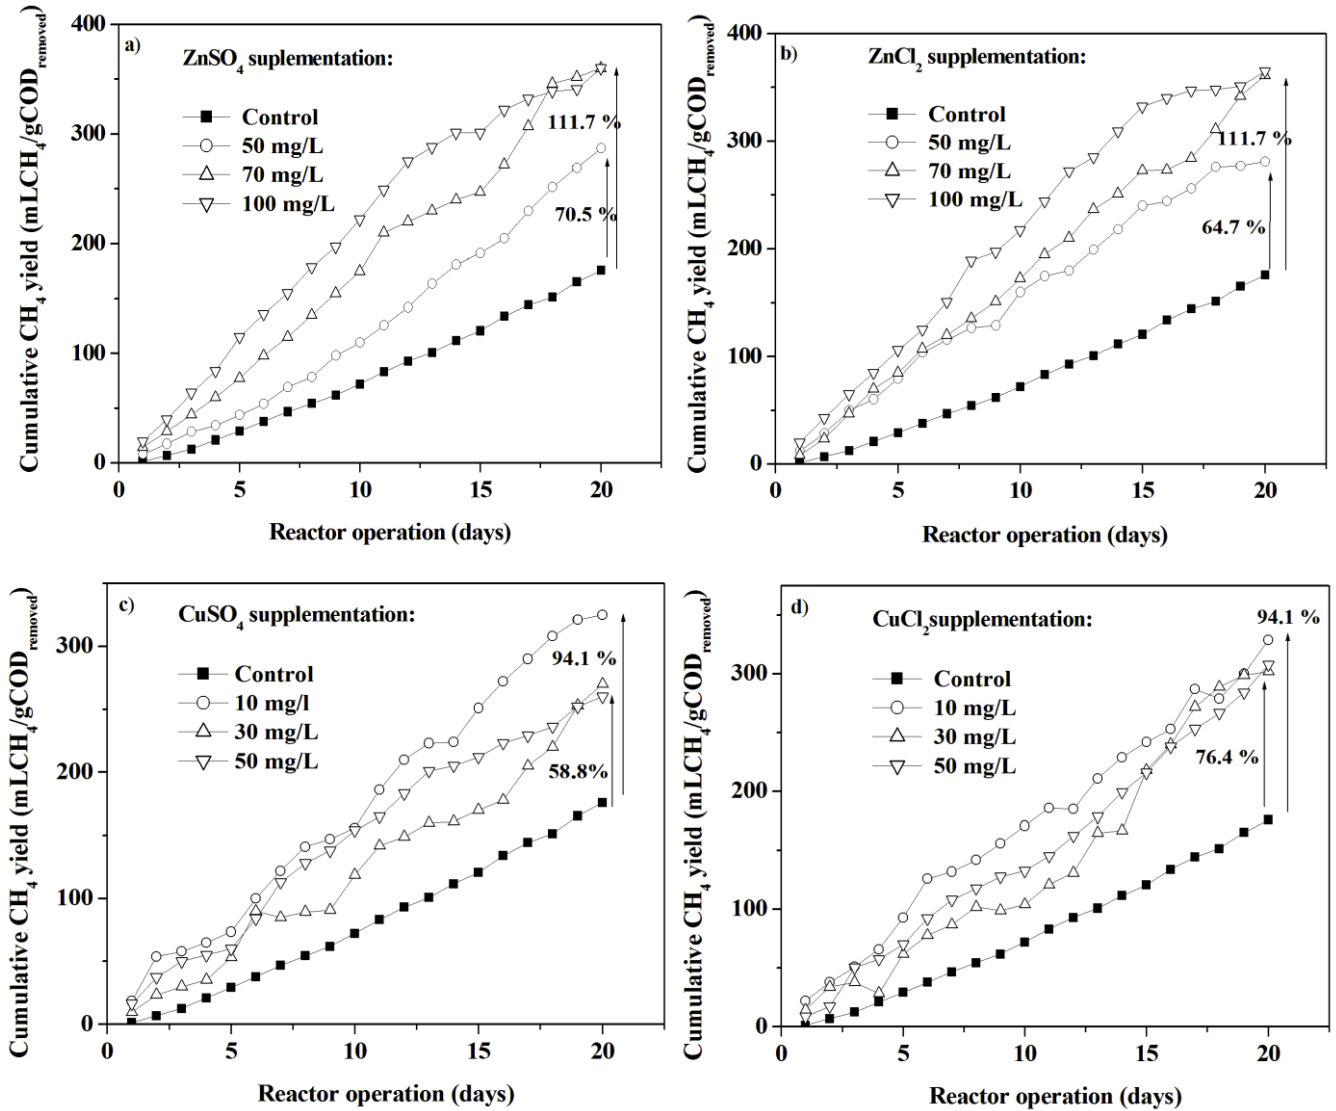 a)
ZnSO4 suplementation:
Control
50 mg/L
70 mg/L
100 mg/L
111.7 %
70.5 %
400
300
200
100
0
0 5 10 15 20
Cumulative CH4 yield (mLCH4/gCODremoved)
Reactor operation (days)
b)
ZnCl2 supplementation:
Control
50 mg/L
70 mg/L
100 mg/L
111.7 %
64.7 %
400
300
200
100
0
0 5 10 15 20
Cumulative CH4 yield (mLCH4/gCODremoved)
Reactor operation (days)
c)
CuSO4 supplementation:
Control
10 mg/l
30 mg/L
50 mg/L
94.1 %
58.8%
300
200
100
0
0 5 10 15 20
Cumulative CH4 yield (mLCH4/gCODremoved)
Reactor operation (days)
d)
CuCl2supplementation:
Control
10 mg/L
30 mg/L
50 mg/L
94.1 %
76.4 %
300
200
100
0
0 5 10 15 20
Cumulative CH4 yield (mLCH4/gCODremoved)
Reactor operation (days)